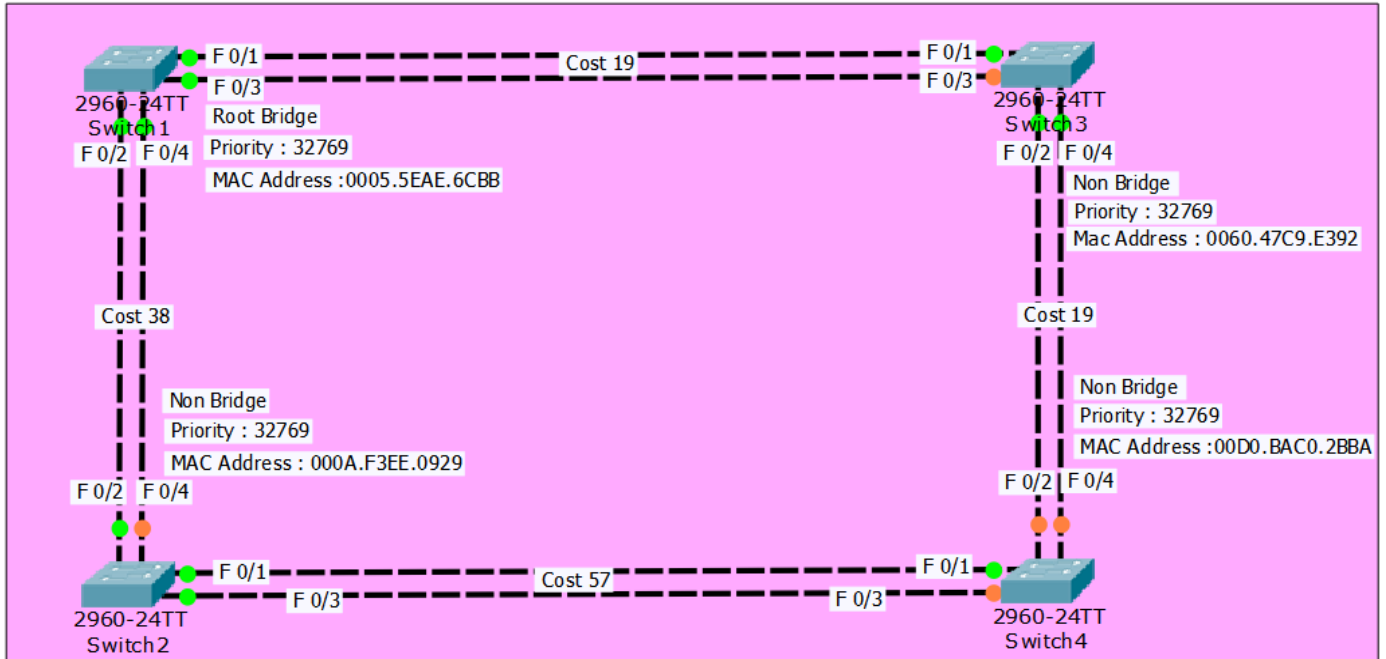 F 0/1
F 0/3
Cost 19
F 0/1
F 0/3
2960-24TT
Switch1
Root Bridge
Priority : 32769
MAC Address :0005.5EAE.6CBB
F 0/2
F 0/4
2960-24TT
Switch3
F 0/2
F 0/4
Non Bridge
Priority : 32769
Mac Address : 0060.47C9.E392
Cost 38
Cost 19
Non Bridge
Priority : 32769
MAC Address : 000A.F3EE.0929
Non Bridge
Priority : 32769
MAC Address :00D0.BAC0.2BBA
F 0/2
F 0/4
F 0/2
F 0/4
F 0/1
F 0/3
Cost 57
F 0/1
F 0/3
2960-24TT
Switch2
2960-24TT
Switch4